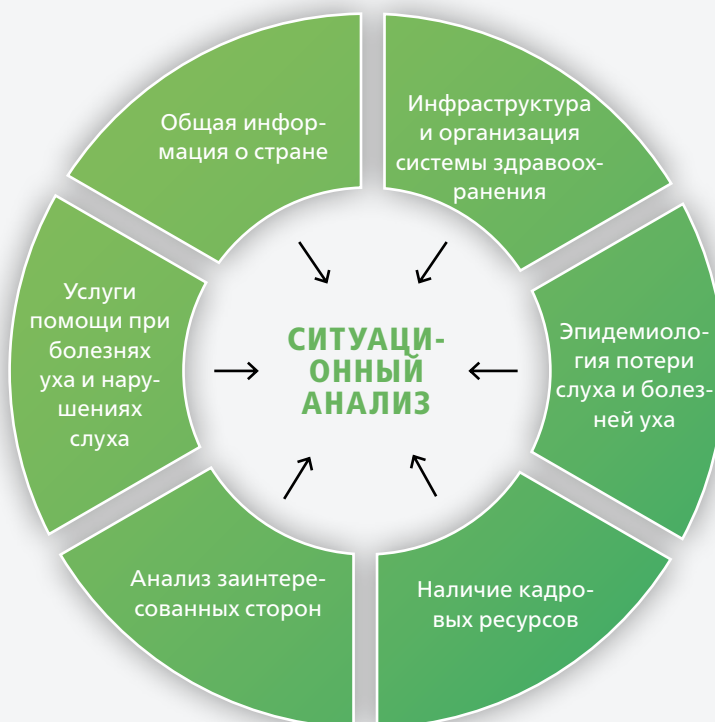 Общая инфор-
мация о стране
Инфраструктура
и организация
системы здравоох-
ранения
Услуги
помощи при
болезнях
уха и нару-
шениях
слуха
СИТУАЦИ-
ОННЫЙ
АНАЛИЗ
Эпидемиоло-
гия потери
слуха и болез-
ней уха
Анализ заинтере-
сованных сторон
Наличие кадро-
вых ресурсов